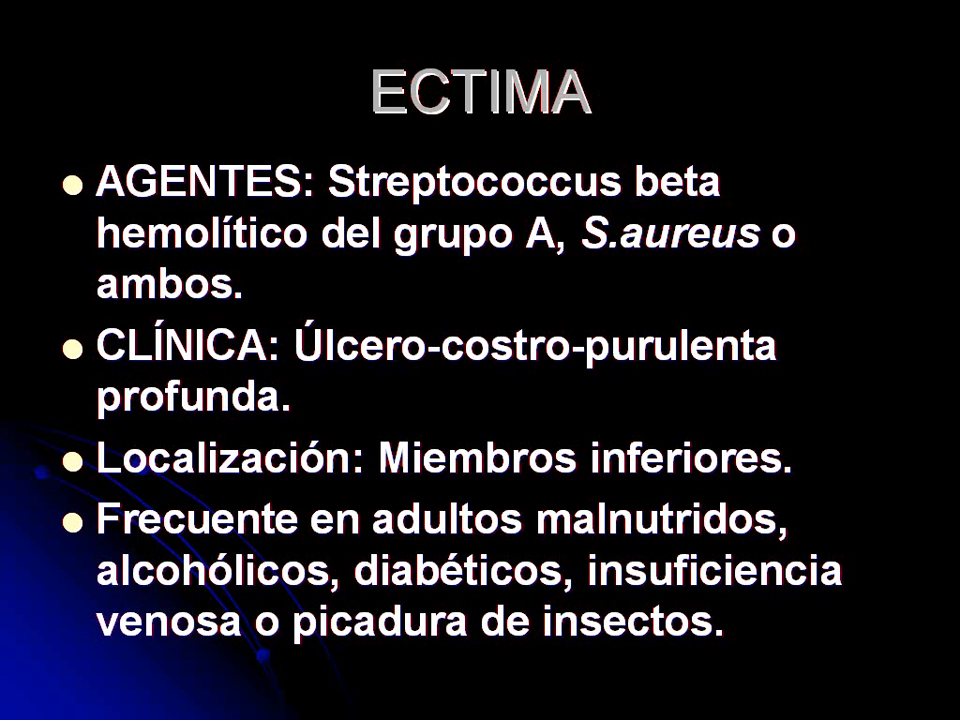 ECTIMA
AGENTES: Streptococcus beta
hemolítico del grupo A, S.aureus o
ambos.
CLÍNICA: Úlcero-costro-purulenta
profunda.
Localización: Miembros inferiores.
Frecuente en adultos malnutridos,
alcohólicos, diabéticos, insuficiencia
venosa o picadura de insectos.